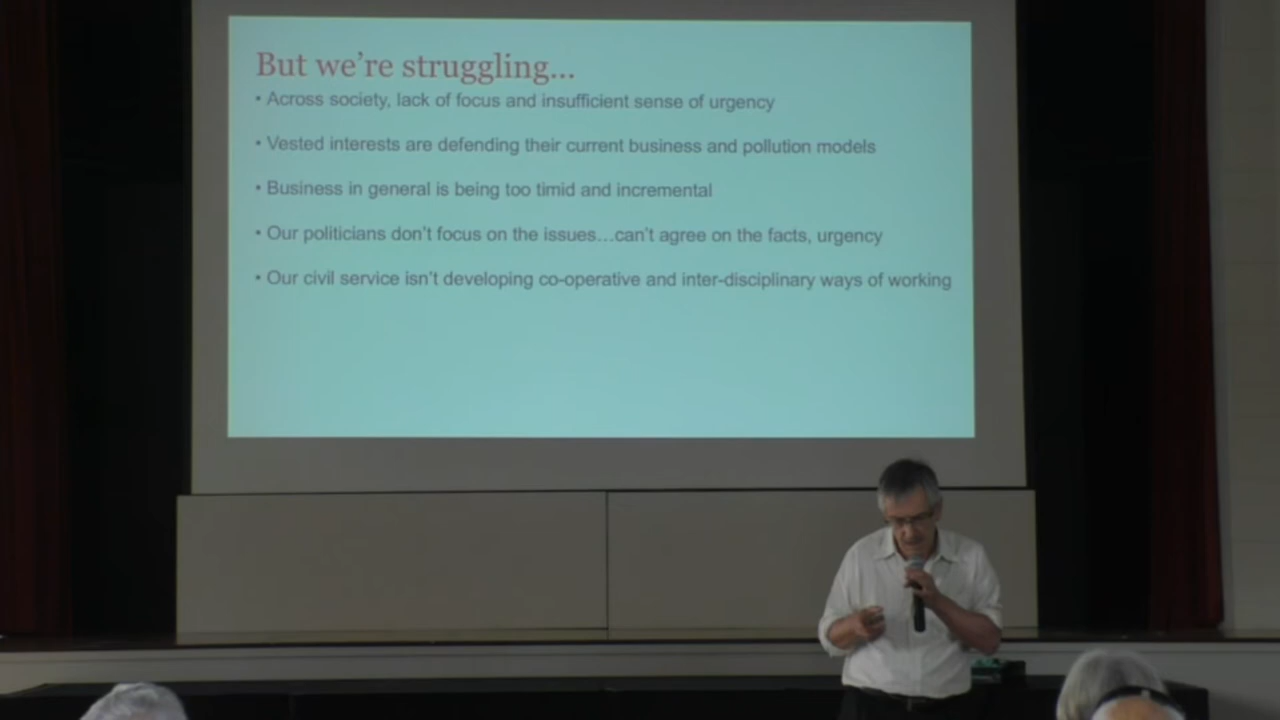 But we're struggling...
• Across society, lack of focus and insufficient sense of urgency
• Vested interests are defending their current business and pollution models
• Business in general is being too timid and incremental
• Our politicians don't focus on the issues...can't agree on the facts, urgency
• Our civil service isn't developing co-operative and inter-disciplinary ways of working